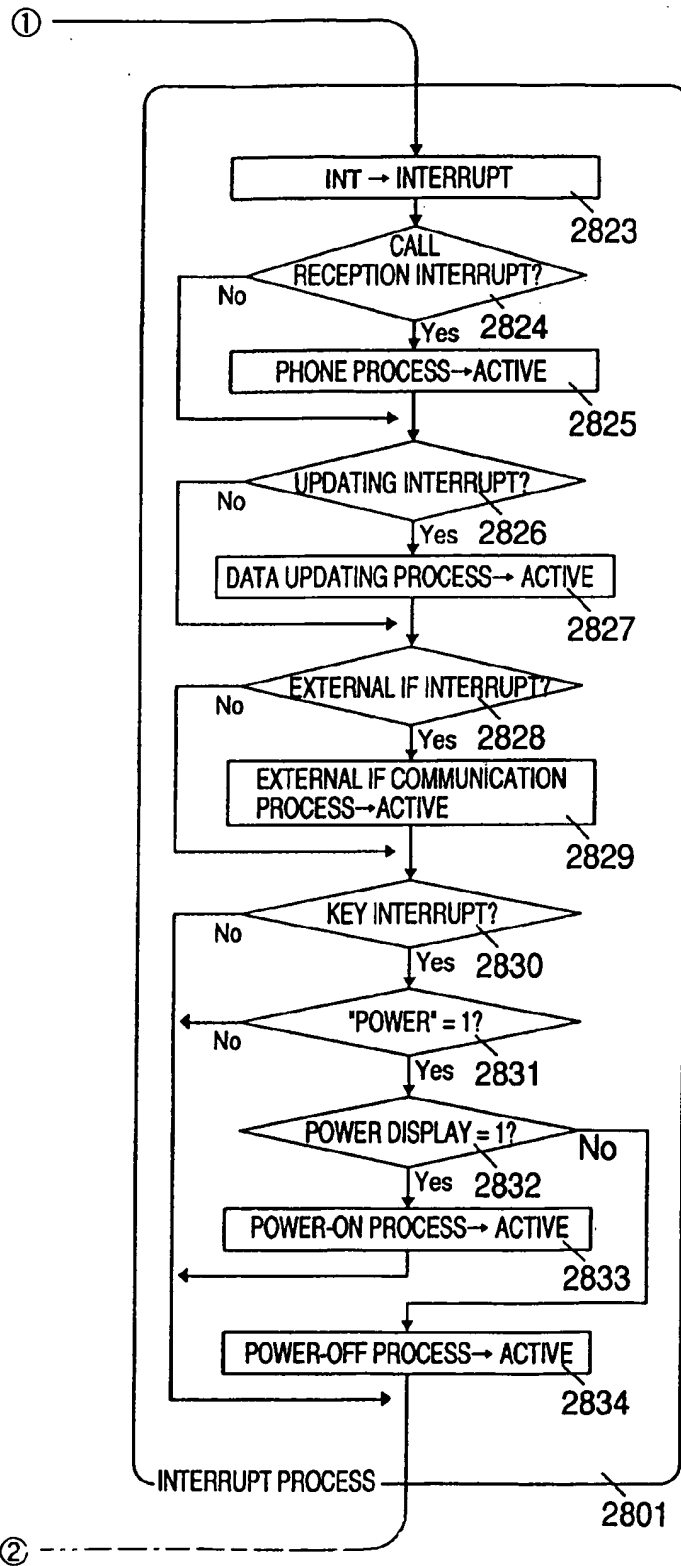 ①
INT → INTERRUPT
2823
CALL
RECEPTION INTERRUPT?
No
2824
Yes
PHONE PROCESS→ACTIVE
2825
UPDATING INTERRUPT?
No
2826
Yes
DATA UPDATING PROCESS→ ACTIVE
2827
EXTERNAL IF INTERRUPT?
No
2828
Yes
EXTERNAL IF COMMUNICATION
PROCESS→ACTIVE
2829
KEY INTERRUPT?
No
2830
Yes
"POWER" = 1?
No
2831
Yes
POWER DISPLAY = 1?
No
2832
Yes
POWER-ON PROCESS→ ACTIVE
2833
POWER-OFF PROCESS→ ACTIVE
2834
INTERRUPT PROCESS
2801
②